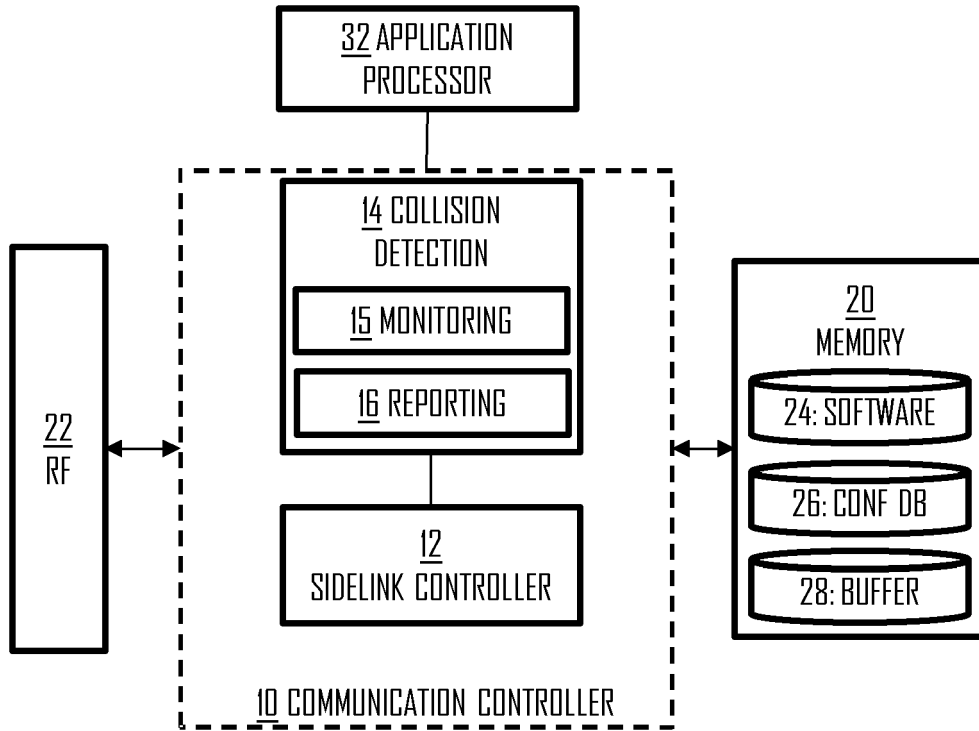 32 APPLICATION
PROCESSOR
14 COLLISION
DETECTION
15 MONITORING
16 REPORTING
12
SIDELINK CONTROLLER
10 COMMUNICATION CONTROLLER
22
RF
20
MEMORY
24: SOFTWARE
26: CONF DB
28: BUFFER